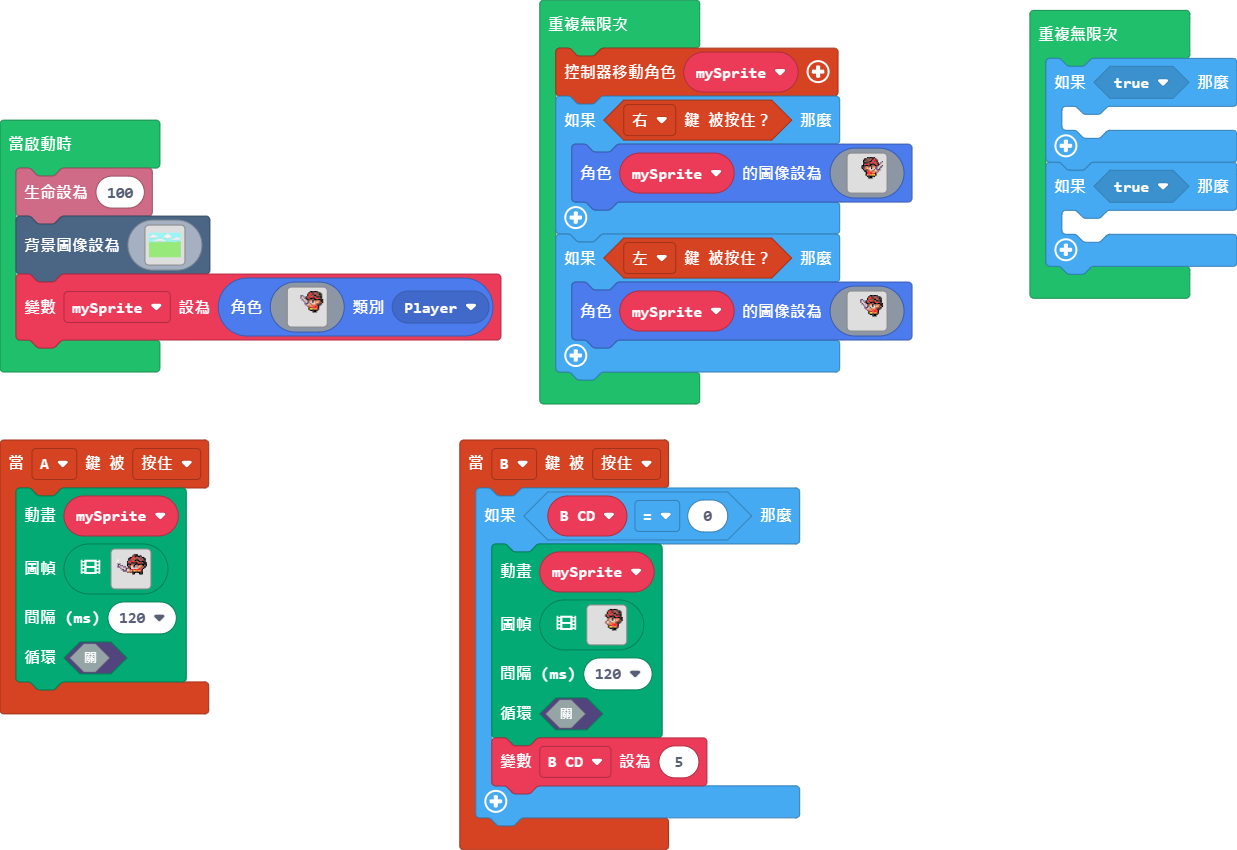 當啟動時
生命設為 100
背景圖像設為
變數 mySprite 設為 角色 類別 Player
重複無限次
控制器移動角色 mySprite
如果 右 鍵 被按住？ 那麼
角色 mySprite 的圖像設為
如果 左 鍵 被按住？ 那麼
角色 mySprite 的圖像設為
重複無限次
如果 true 那麼
如果 true 那麼
當 A 鍵 被 按住
動畫 mySprite
圖幀
間隔 (ms) 120
循環 關
當 B 鍵 被 按住
如果 B CD = 0 那麼
動畫 mySprite
圖幀
間隔 (ms) 120
循環 關
變數 B CD 設為 5